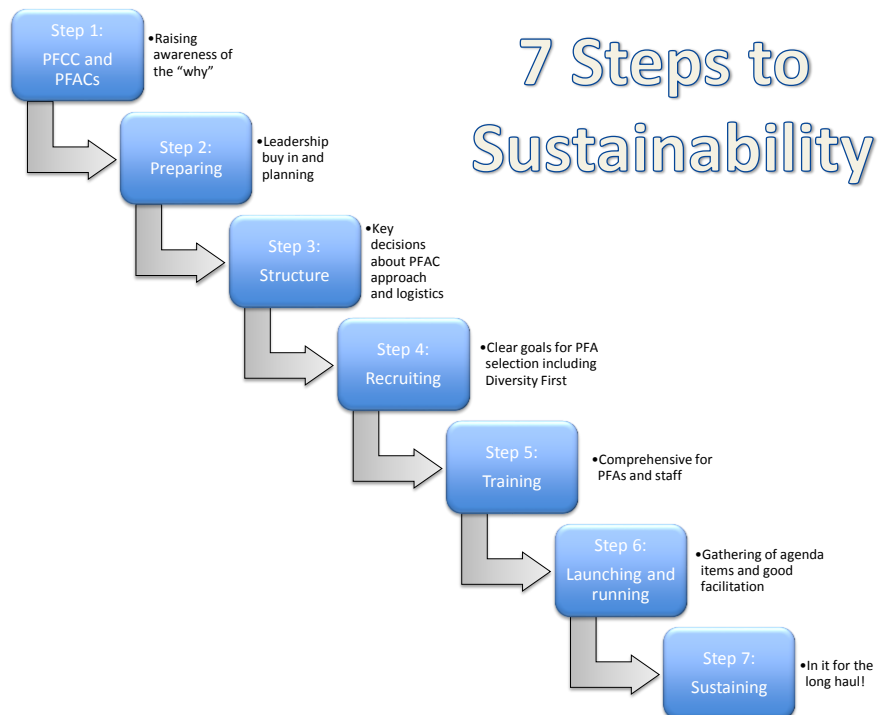 7 Steps to
Sustainability
Step 1:
PFCC and
PFACs
•Raising
awareness of
the “why”
Step 2:
Preparing
•Leadership
buy in and
planning
Step 3:
Structure
•Key
decisions
about PFAC
approach
and logistics
Step 4:
Recruiting
•Clear goals for PFA
selection including
Diversity First
Step 5:
Training
•Comprehensive for
PFAs and staff
Step 6:
Launching and
running
•Gathering of agenda
items and good
facilitation
Step 7:
Sustaining
•In it for the
long haul!